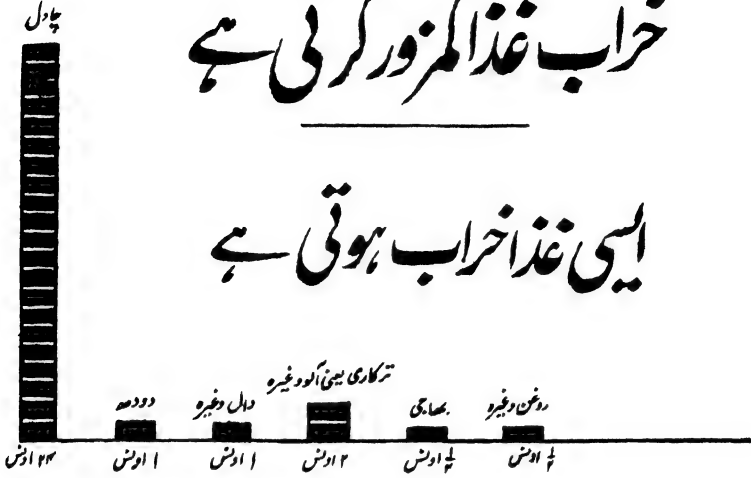 خراب غذا کمزور کرتی ہے
ایسی غذا خراب ہوتی ہے
چاول
ترکاری یعنی آلو وغیرہ
روغن وغیرہ
بھاجی
دال وغیرہ
دودھ
½ اونس
½ اونس
۲ اونس
۱ اونس
۱ اونس
۲۴ اونس